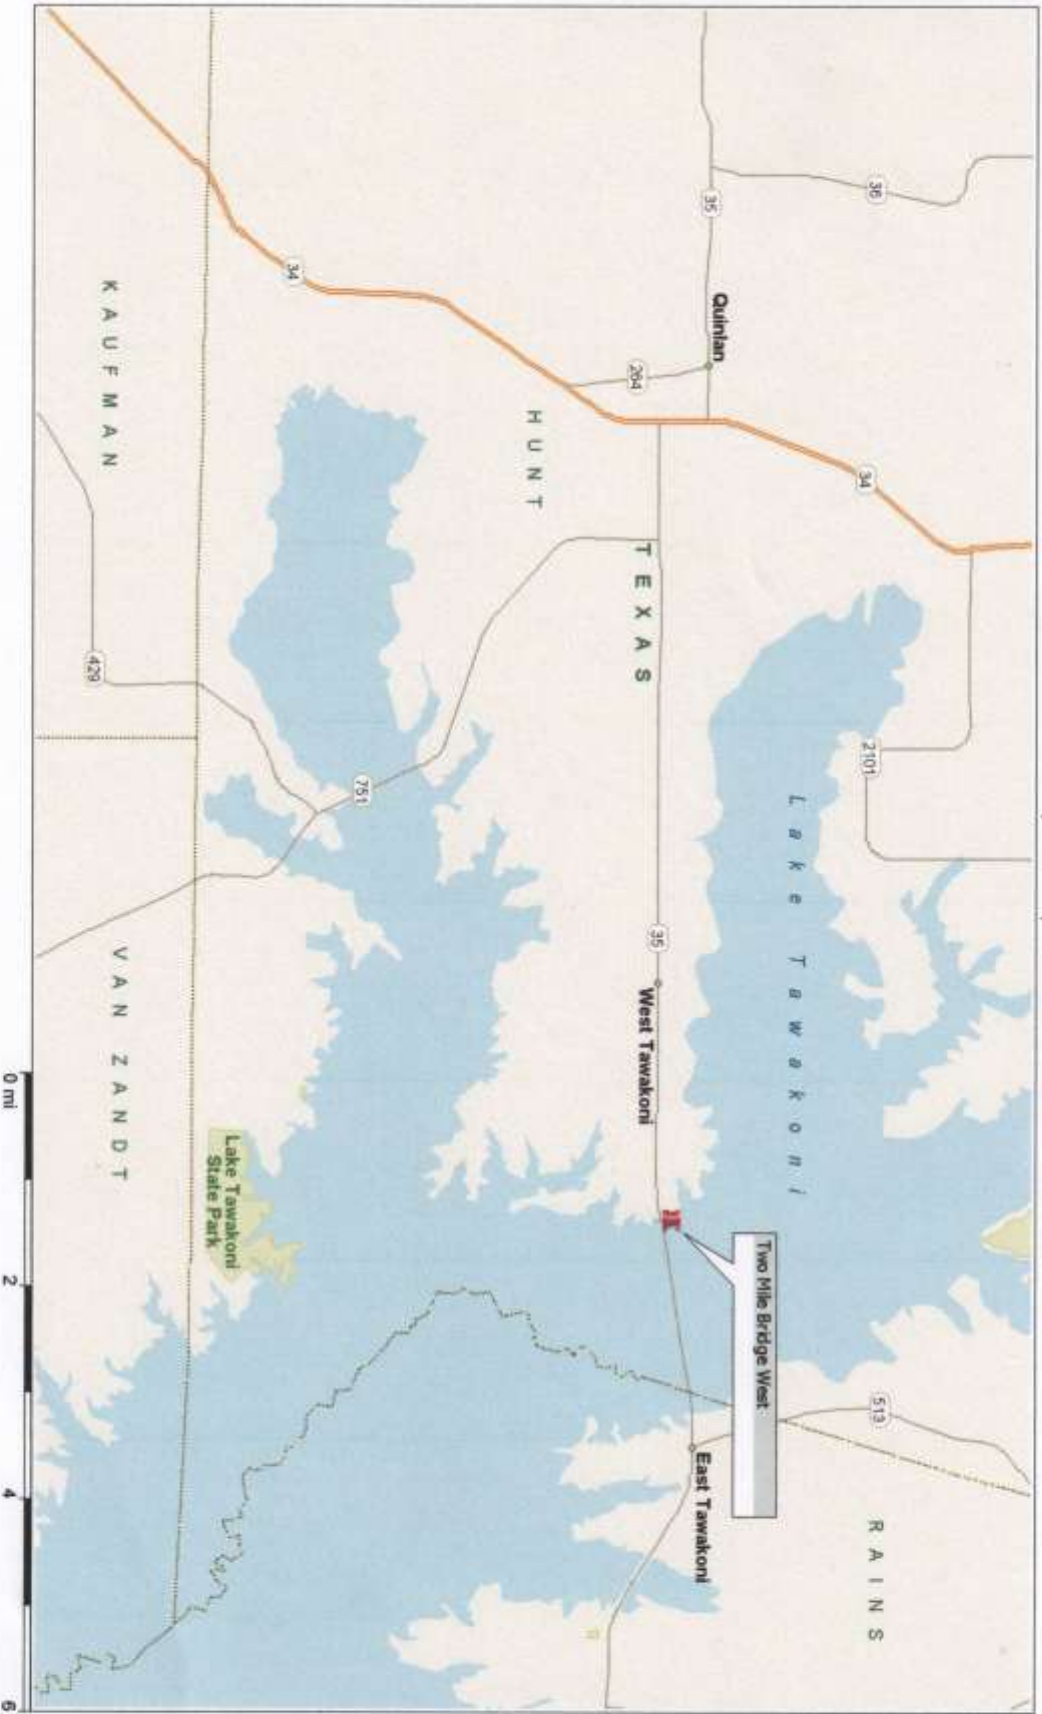 36
35
Quinlan
264
34
34
HUNT
TEXAS
KAUFMAN
429
751
2101
Lake Tawakoni
35
West Tawakoni
Two Mile Bridge West
513
East Tawakoni
RAINS
VAN ZANDT
Lake Tawakoni
State Park
0 mi
2
4
6